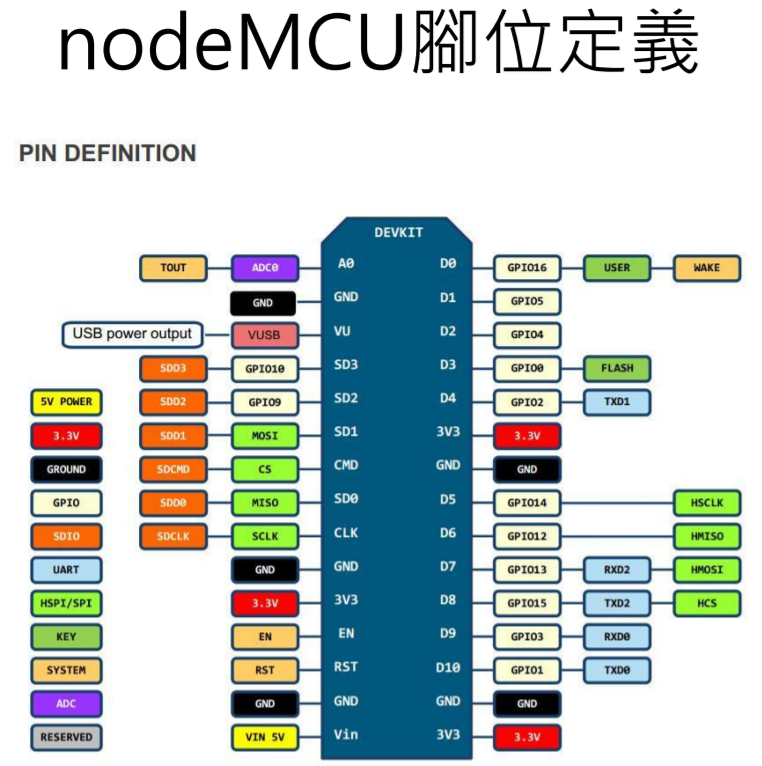 nodeMCU腳位定義
PIN DEFINITION
DEVKIT
TOUT ADC0 A0 D0 GPIO16 USER WAKE
GND GND D1 GPIO5
USB power output VUSB VU D2 GPIO4
SDD3 GPIO10 SD3 D3 GPIO0 FLASH
5V POWER SDD2 GPIO9 SD2 D4 GPIO2 TXD1
3.3V SDD1 MOSI SD1 3V3 3.3V
GROUND SDCMD CS CMD GND GND
GPIO SDD0 MISO SD0 D5 GPIO14 HSCLK
SDIO SDCLK SCLK CLK D6 GPIO12 HMISO
UART GND GND D7 GPIO13 RXD2 HMOSI
HSPI/SPI 3.3V 3V3 D8 GPIO15 TXD2 HCS
KEY EN EN D9 GPIO3 RXD0
SYSTEM RST RST D10 GPIO1 TXD0
ADC GND GND GND GND
RESERVED VIN 5V Vin 3V3 3.3V